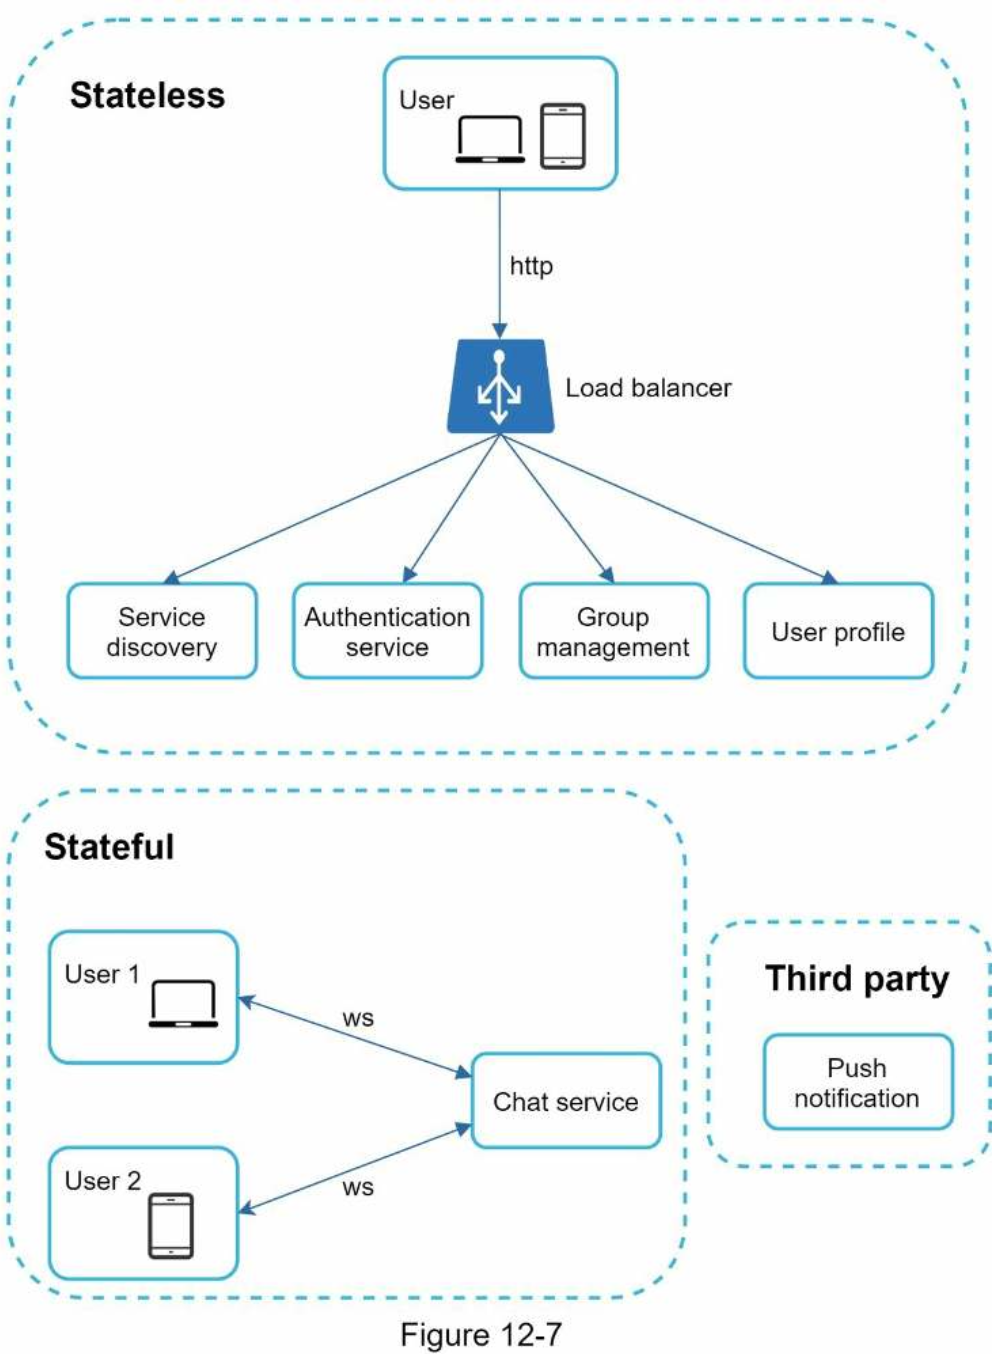 Stateless
User
http
Load balancer
Service
discovery
Authentication
service
Group
management
User profile
Stateful
User 1
ws
Chat service
User 2
ws
Third party
Push
notification
Figure 12-7